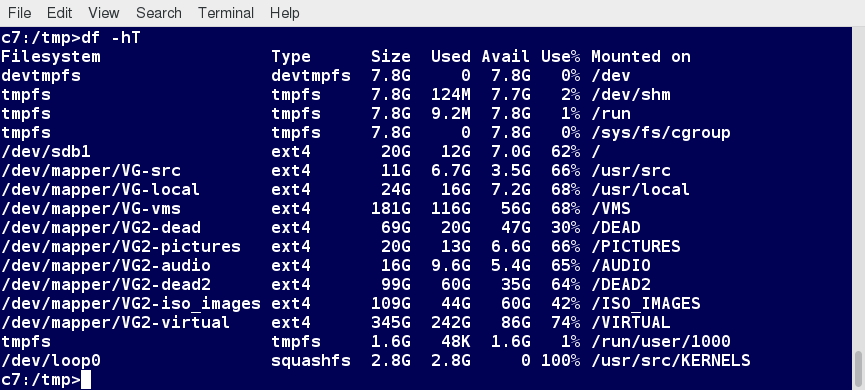 File Edit View Search Terminal Help
c7:/tmp>df -hT
Filesystem                 Type      Size  Used Avail Use% Mounted on
devtmpfs                   devtmpfs  7.8G     0  7.8G   0% /dev
tmpfs                      tmpfs     7.8G  124M  7.7G   2% /dev/shm
tmpfs                      tmpfs     7.8G  9.2M  7.8G   1% /run
tmpfs                      tmpfs     7.8G     0  7.8G   0% /sys/fs/cgroup
/dev/sdb1                  ext4       20G   12G  7.0G  62% /
/dev/mapper/VG-src         ext4       11G  6.7G  3.5G  66% /usr/src
/dev/mapper/VG-local       ext4       24G   16G  7.2G  68% /usr/local
/dev/mapper/VG-vms         ext4      181G  116G   56G  68% /VMS
/dev/mapper/VG2-dead       ext4       69G   20G   47G  30% /DEAD
/dev/mapper/VG2-pictures   ext4       20G   13G  6.6G  66% /PICTURES
/dev/mapper/VG2-audio      ext4       16G  9.6G  5.4G  65% /AUDIO
/dev/mapper/VG2-dead2      ext4       99G   60G   35G  64% /DEAD2
/dev/mapper/VG2-iso_images ext4      109G   44G   60G  42% /ISO_IMAGES
/dev/mapper/VG2-virtual    ext4      345G  242G   86G  74% /VIRTUAL
tmpfs                      tmpfs     1.6G   48K  1.6G   1% /run/user/1000
/dev/loop0                 squashfs  2.8G  2.8G     0 100% /usr/src/KERNELS
c7:/tmp>